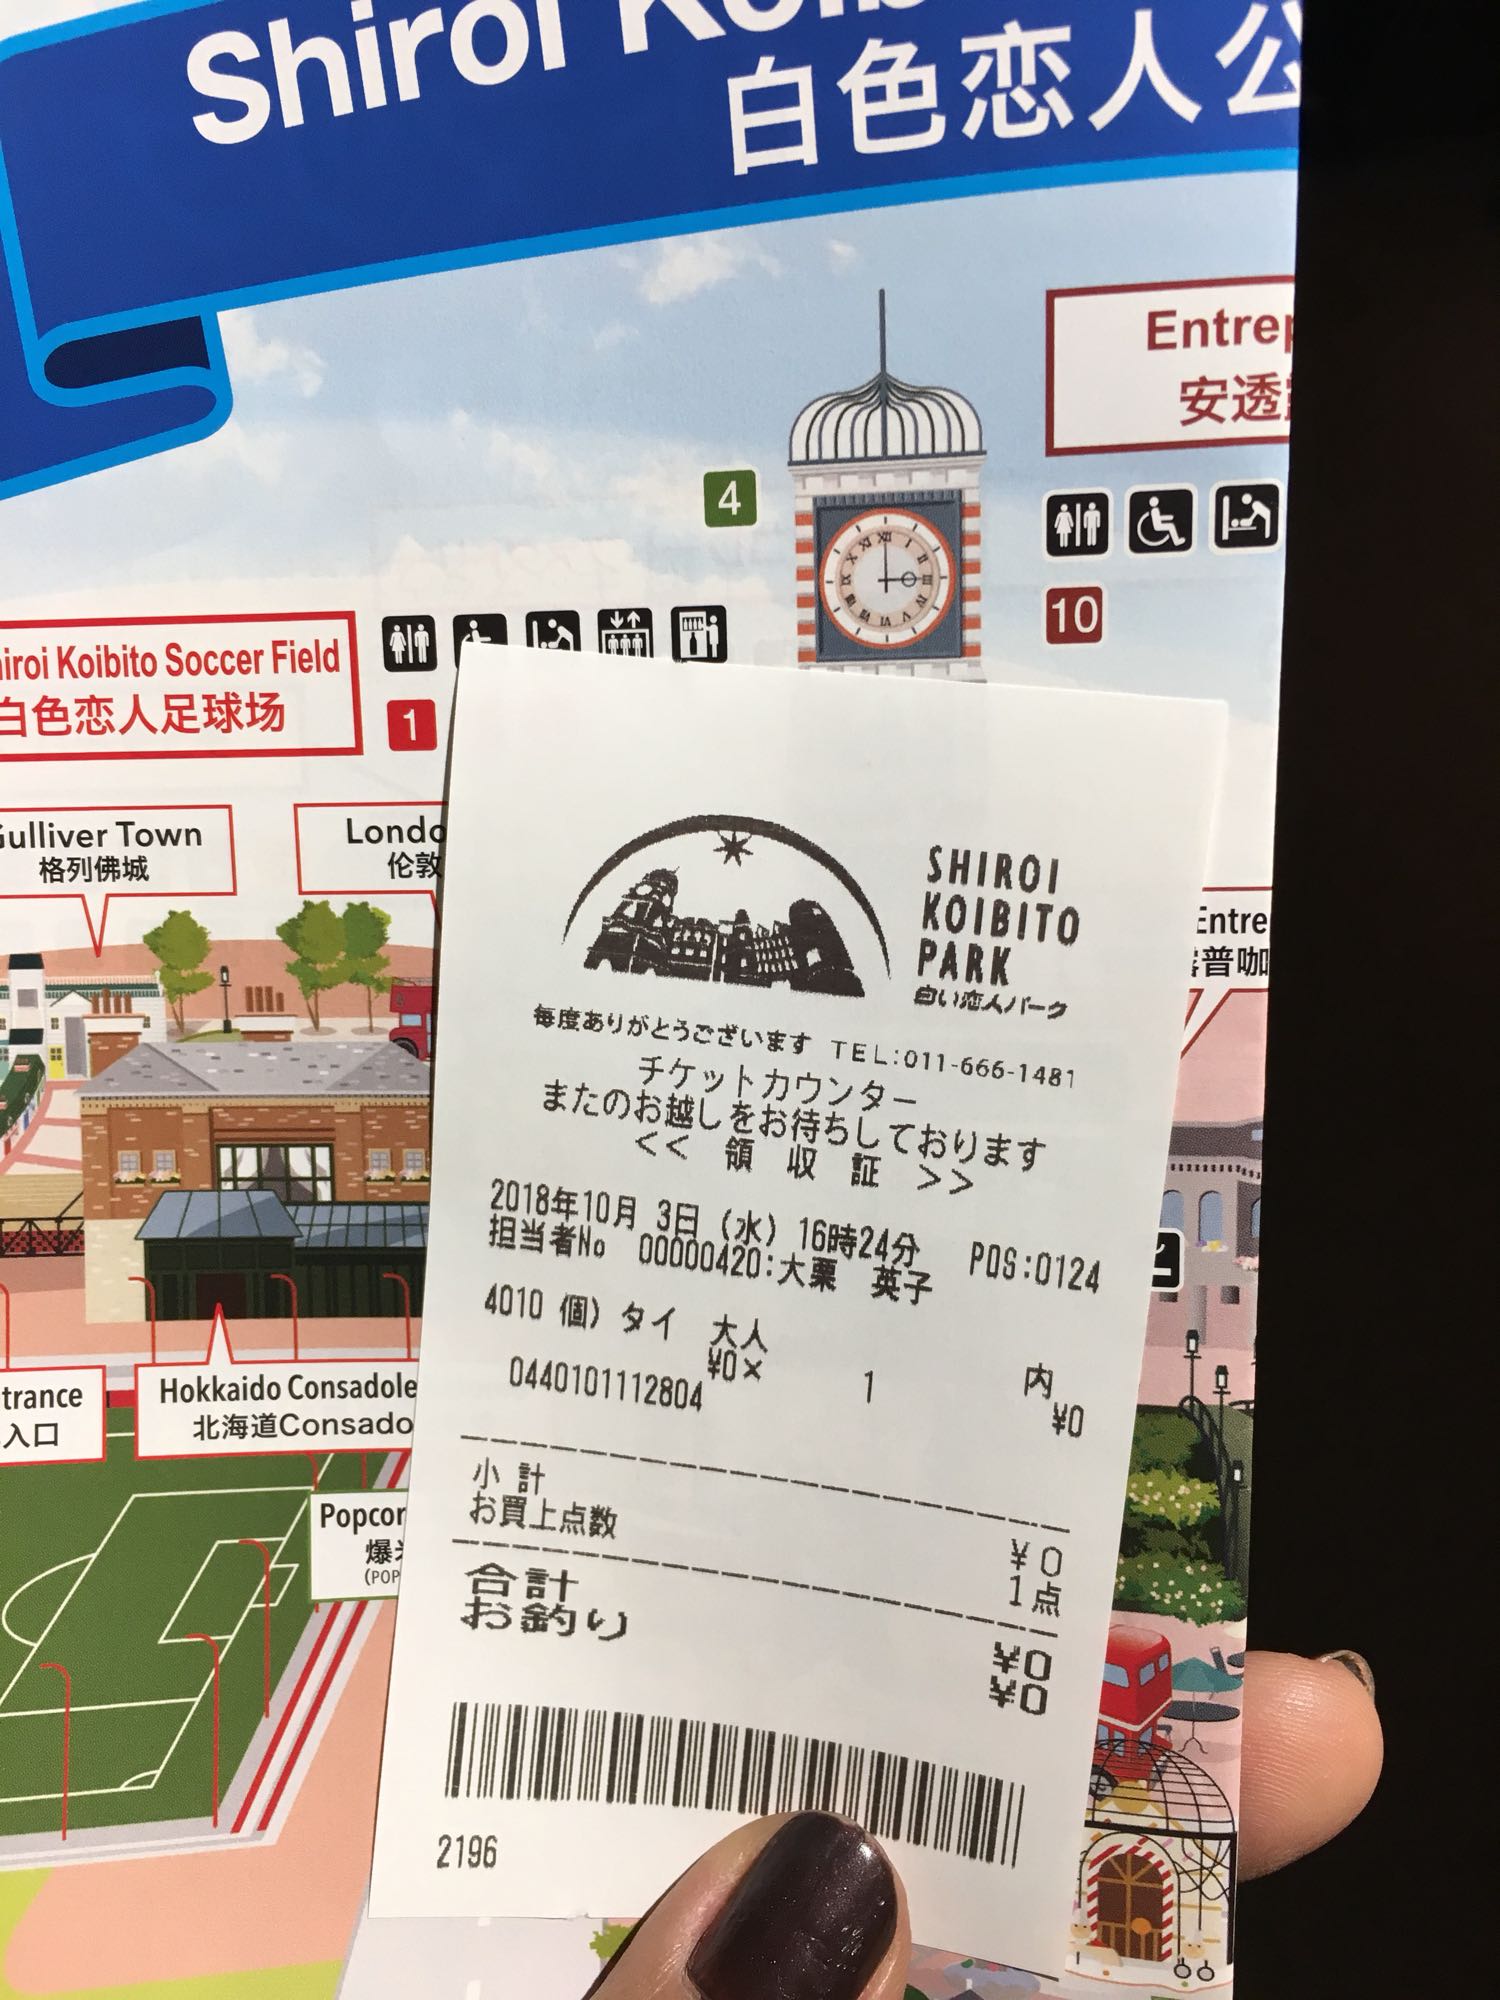 Shiroi
白色恋人公
4
安透
10
Soccer Field
Koibito
白色恋人足球场
1
Gulliver Town
格列佛城
伦敦
SHIROI
KOIBITO
PARK
白い恋人パーク
毎度ありがとうございます TEL:011-666-1481
チケットカウンター
またのお越しをお待ちしております
<< 領 収 証 >>
2018年10月 3日 (水) 16時24分 POS:0124
担当者No 00000420:大栗 英子
4010 個) タイ 大人 内
¥0× 1 ¥0
0440101112804
小 計 ¥0
お買上点数 1点
合計 ¥0
お釣り ¥0
2196
普咖
入口
Hokkaido Consadole
北海道Consado